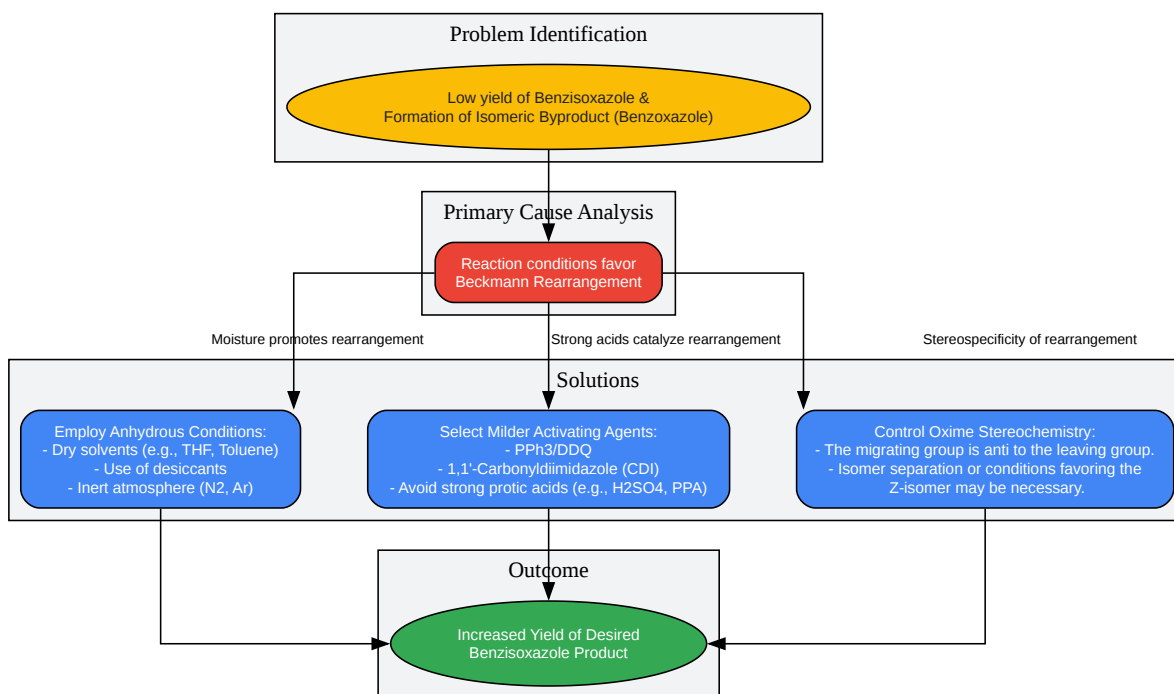 Problem Identification
Low yield of Benzisoxazole &
Formation of Isomeric Byproduct (Benzoxazole)
Primary Cause Analysis
Reaction conditions favor
Beckmann Rearrangement
Moisture promotes rearrangement
Strong acids catalyze rearrangement
Stereospecificity of rearrangement
Solutions
Employ Anhydrous Conditions:
- Dry solvents (e.g., THF, Toluene)
- Use of desiccants
- Inert atmosphere (N2, Ar)
Select Milder Activating Agents:
- PPh3/DDQ
- 1,1'-Carbonyldiimidazole (CDI)
- Avoid strong protic acids (e.g., H2SO4, PPA)
Control Oxime Stereochemistry:
- The migrating group is anti to the leaving group.
- Isomer separation or conditions favoring the
Z-isomer may be necessary.
Outcome
Increased Yield of Desired
Benzisoxazole Product